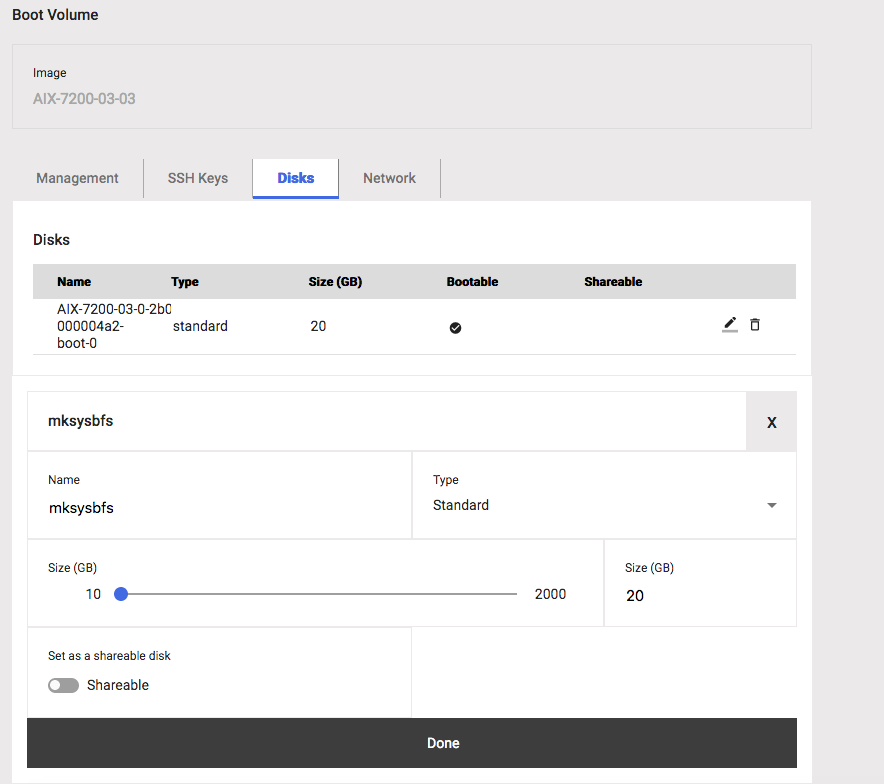 Boot Volume
Image
AIX-7200-03-03
Management SSH Keys Disks Network
Disks
Name Type Size (GB) Bootable Shareable
AIX-7200-03-0-2b0
000004a2-
boot-0
standard 20
mksysbfs
X
Name
mksysbfs
Type
Standard
Size (GB)
10 2000
Size (GB)
20
Set as a shareable disk
Shareable
Done